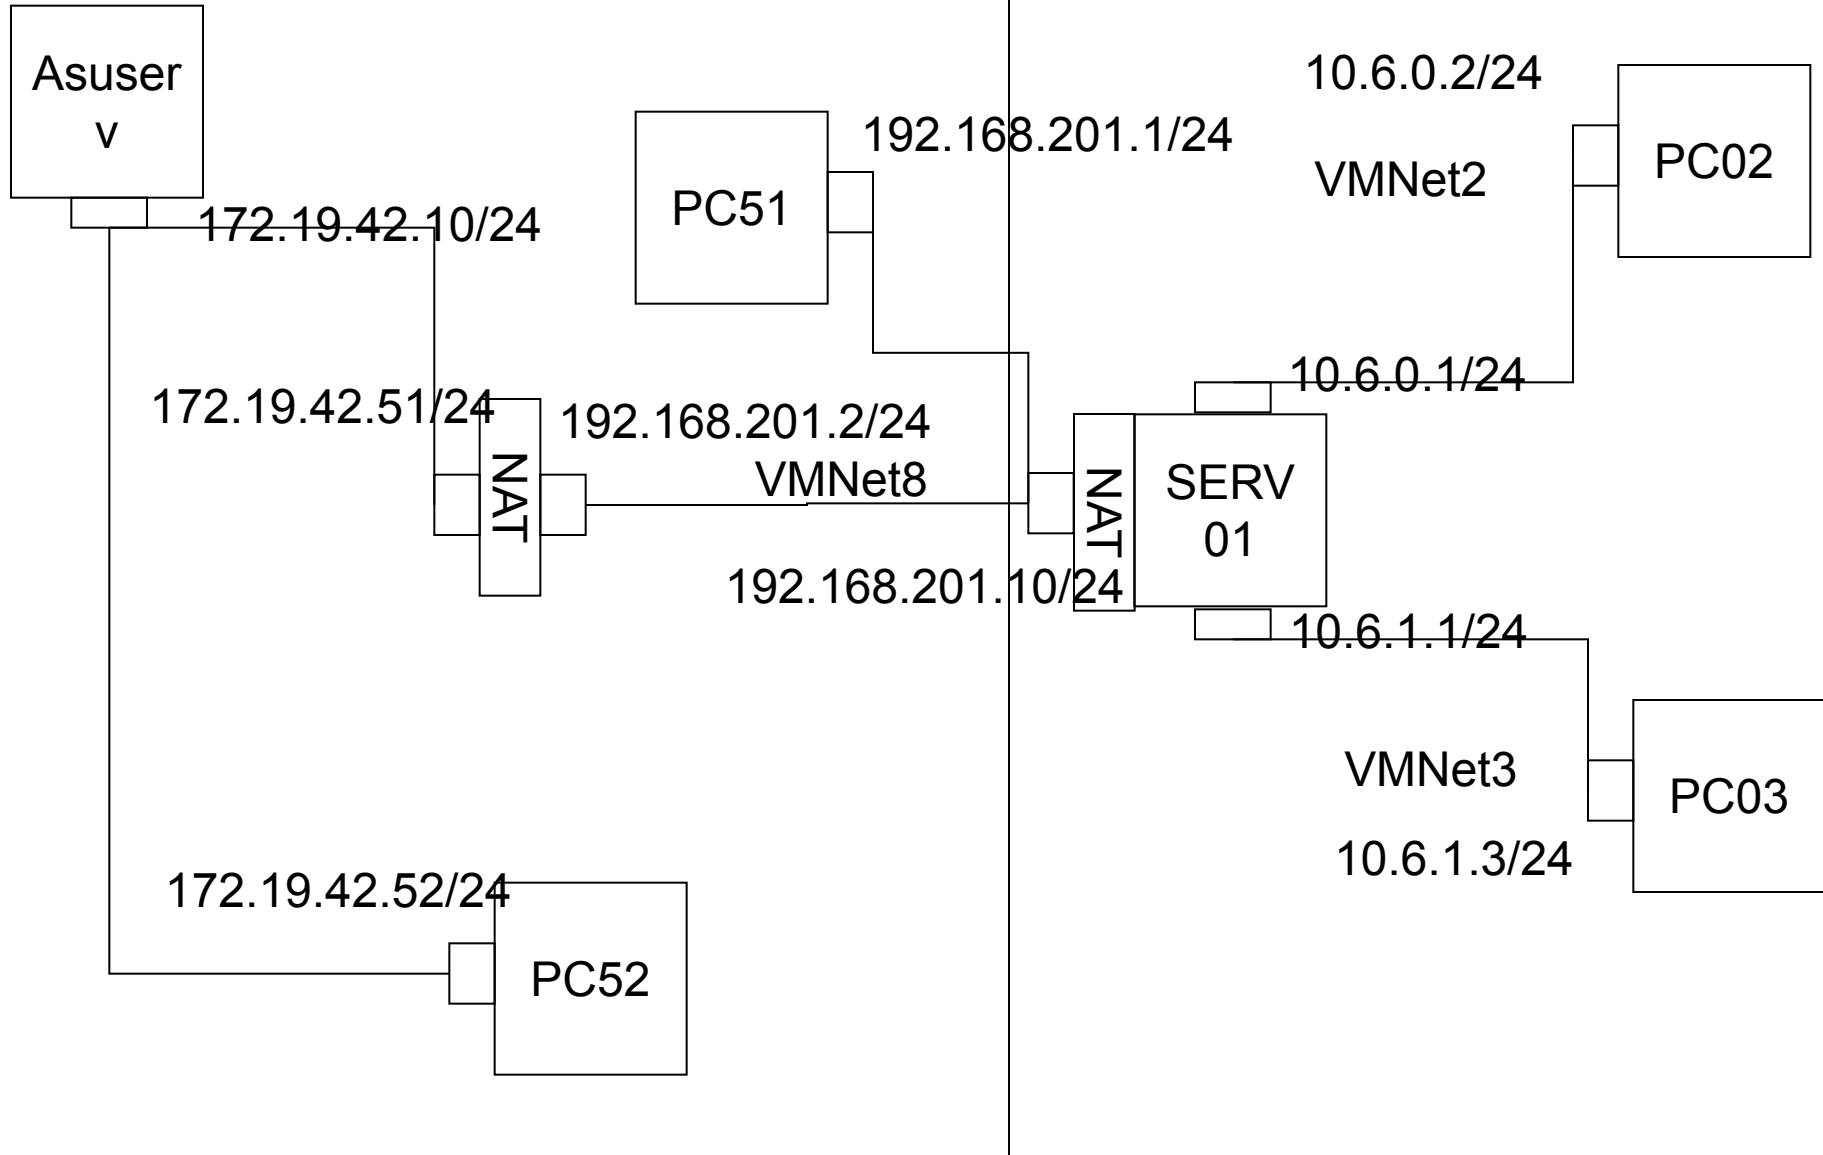 Asuser
v
172.19.42.10/24
PC51
192.168.201.1/24
10.6.0.2/24
VMNet2
PC02
172.19.42.51/24
NAT
192.168.201.2/24
VMNet8
192.168.201.10/24
NAT
SERV
01
10.6.0.1/24
10.6.1.1/24
VMNet3
10.6.1.3/24
PC03
172.19.42.52/24
PC52